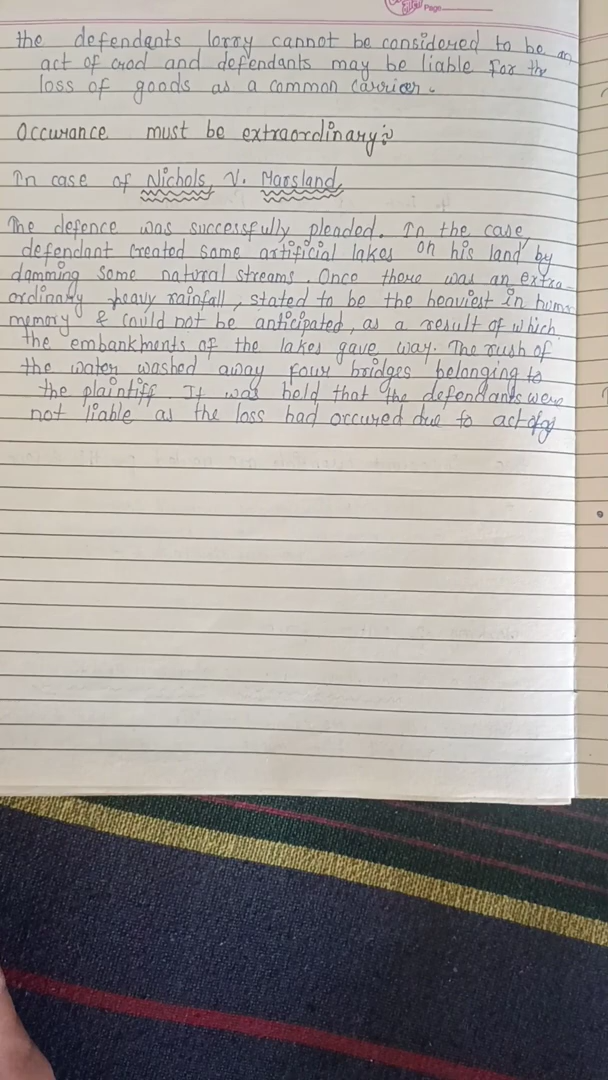 Page
the defendants lorry cannot be considered to be an
act of God and defendants may be liable for the
loss of goods as a common carrier.
Occurance must be extraordinary:-
In case of Nichols V. Marsland,
The defence was successfully pleaded. In the case,
defendant created some artificial lakes on his land by
damming some natural streams. Once there was an extra-
ordinary heavy rainfall, stated to be the heaviest in human
memory & could not be anticipated, as a result of which
the embankments of the lakes gave way. The rush of
the water washed away four bridges belonging to
the plaintiff. It was held that the defendants were
not liable as the loss had occured due to act of